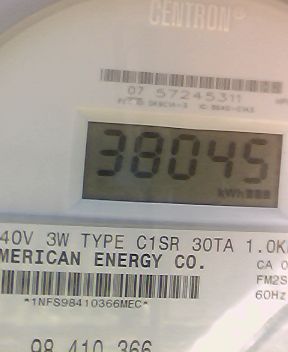 CENTRON®
07 57245311
38045
kWh
40V 3W TYPE C1SR 30TA 1.0K
MERICAN ENERGY CO.
CA 0
FM2S
60Hz
*1NFS98410366MEC*
98 410 366